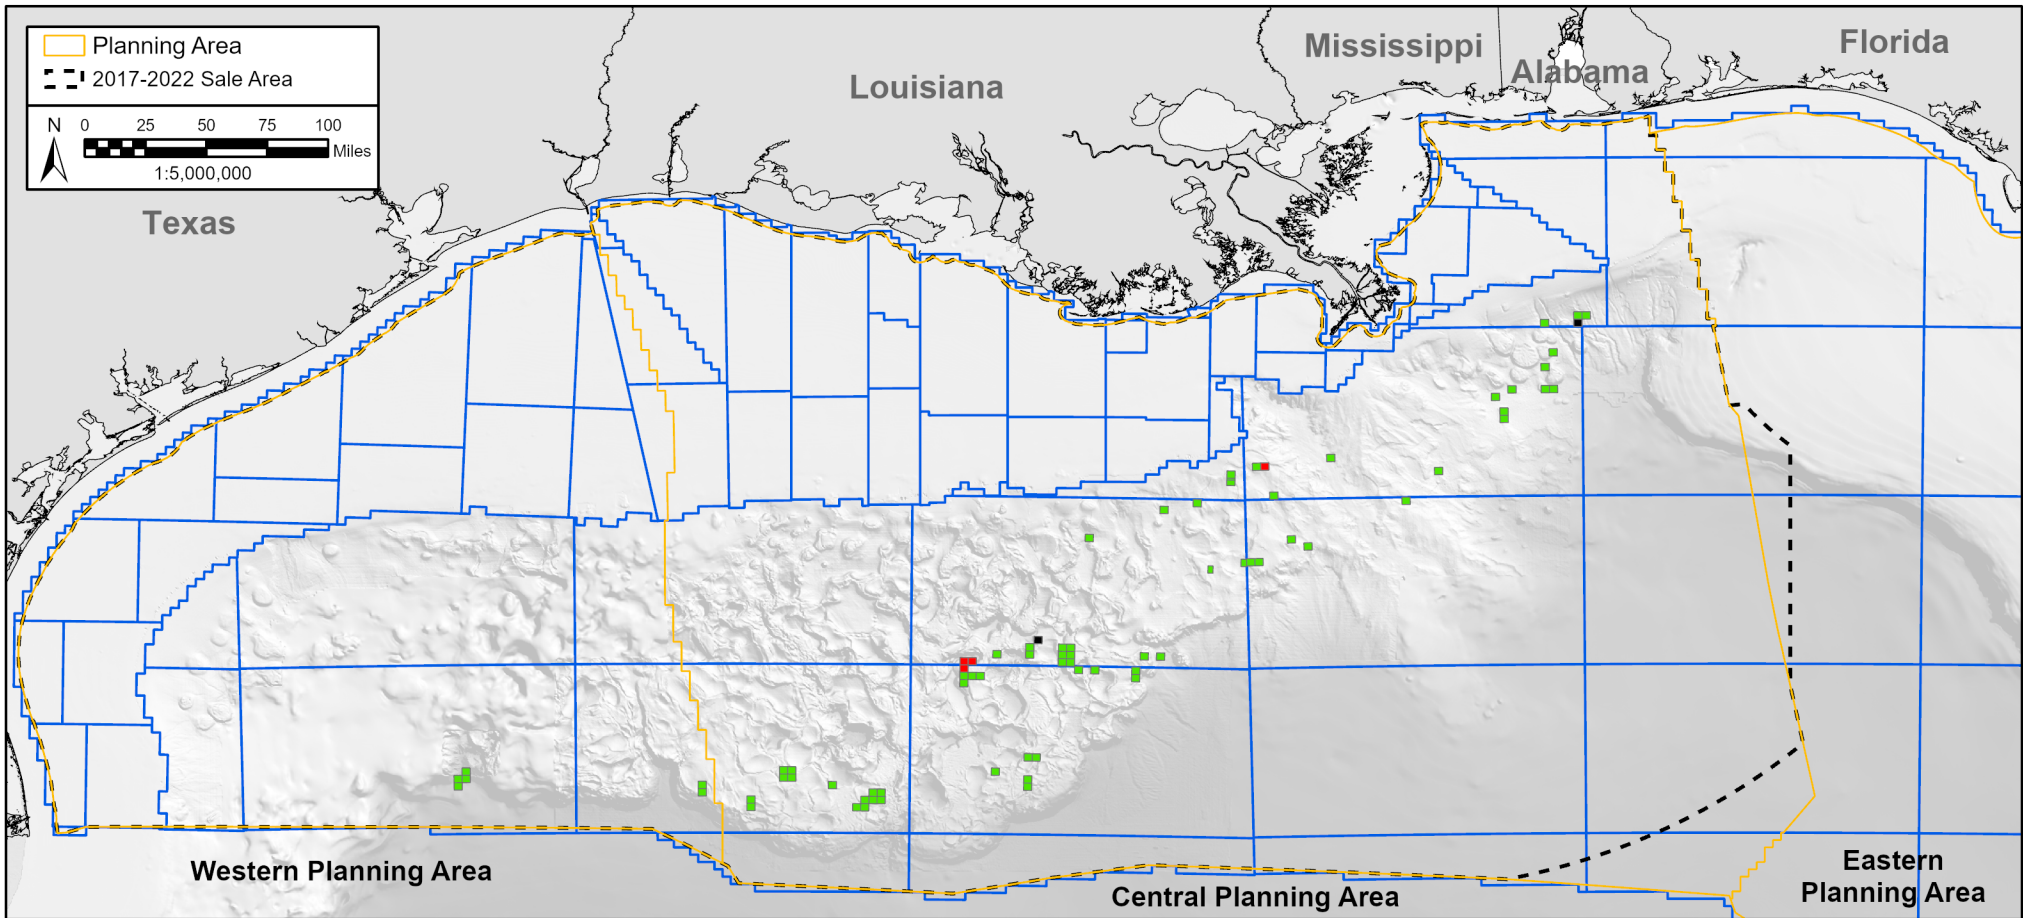 Planning Area
2017-2022 Sale Area
N
0 25 50 75 100
Miles
1:5,000,000
Texas
Louisiana
Mississippi
Alabama
Florida
Western Planning Area
Central Planning Area
Eastern
Planning Area